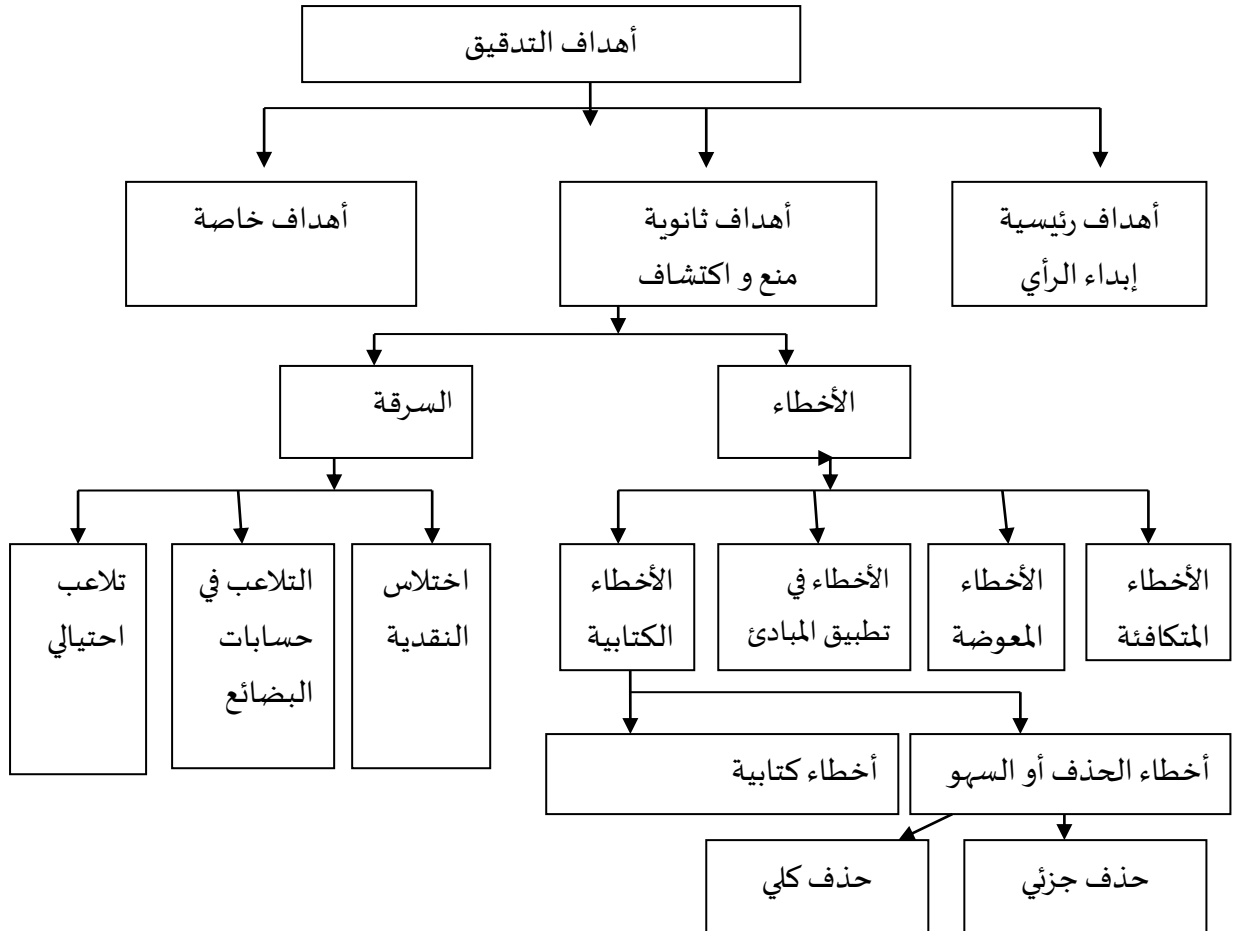 أهداف التدقيق
أهداف رئيسية
إبداء الرأي
أهداف ثانوية
منع و اكتشاف
أهداف خاصة
الأخطاء
السرقة
الأخطاء
المتكافئة
الأخطاء
المعوضة
الأخطاء في
تطبيق المبادئ
الأخطاء
الكتابية
اختلاس
النقدية
التلاعب في
حسابات
البضائع
تلاعب
احتيالي
أخطاء الحذف أو السهو
أخطاء كتابية
حذف جزئي
حذف كلي